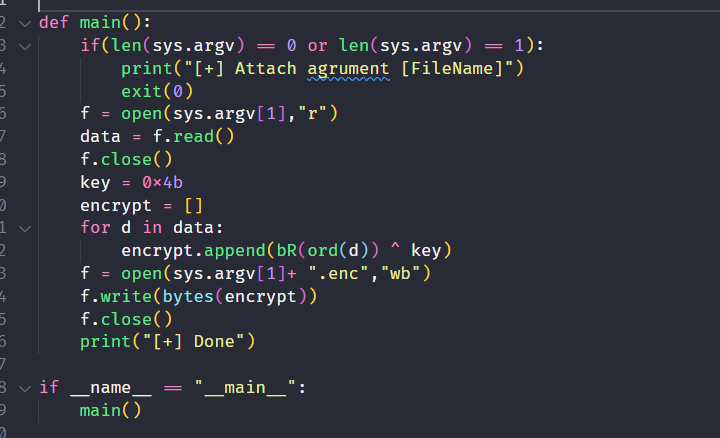 2 def main():
3 if(len(sys.argv) == 0 or len(sys.argv) == 1):
4 print("[+] Attach agrument [FileName]")
5 exit(0)
6 f = open(sys.argv[1],"r")
7 data = f.read()
8 f.close()
9 key = 0x4b
0 encrypt = []
1 for d in data:
2 encrypt.append(bR(ord(d)) ^ key)
3 f = open(sys.argv[1]+ ".enc","wb")
4 f.write(bytes(encrypt))
5 f.close()
6 print("[+] Done")
7
8 if __name__ == "__main__":
9 main()